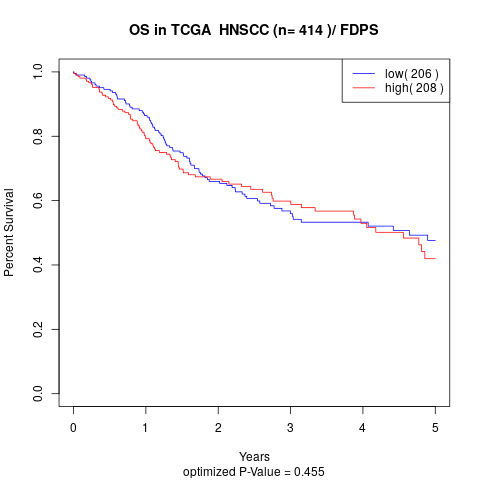 OS in TCGA  HNSCC (n= 414 )/ FDPS
low( 206 )
high( 208 )
Percent Survival
1.0
0.8
0.6
0.4
0.2
0.0
0 1 2 3 4 5
Years
optimized P-Value = 0.455